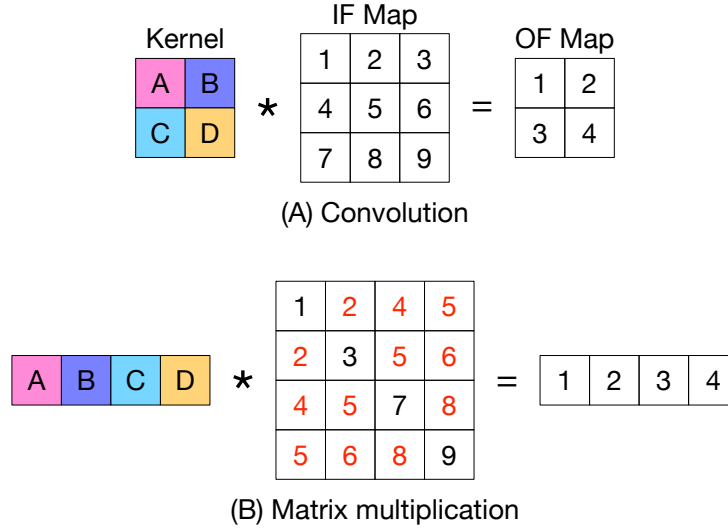 Kernel IF Map OF Map
A B * 1 2 3 = 1 2
C D 4 5 6 3 4
7 8 9
(A) Convolution
1 2 4 5
2 3 5 6
A B C D * = 1 2 3 4
4 5 7 8
5 6 8 9
(B) Matrix multiplication